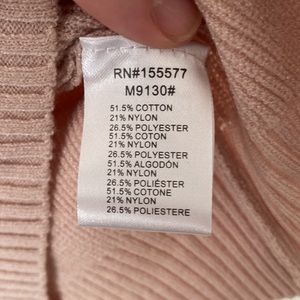 RN#155577
M9130#
51.5% COTTON
21% NYLON
26.5% POLYESTER
51.5% COTON
21% NYLON
26.5% POLYESTER
51.5% ALGODÓN
21% NYLON
26.5% POLIÉSTER
51.5% COTONE
21% NYLON
26.5% POLIESTERE